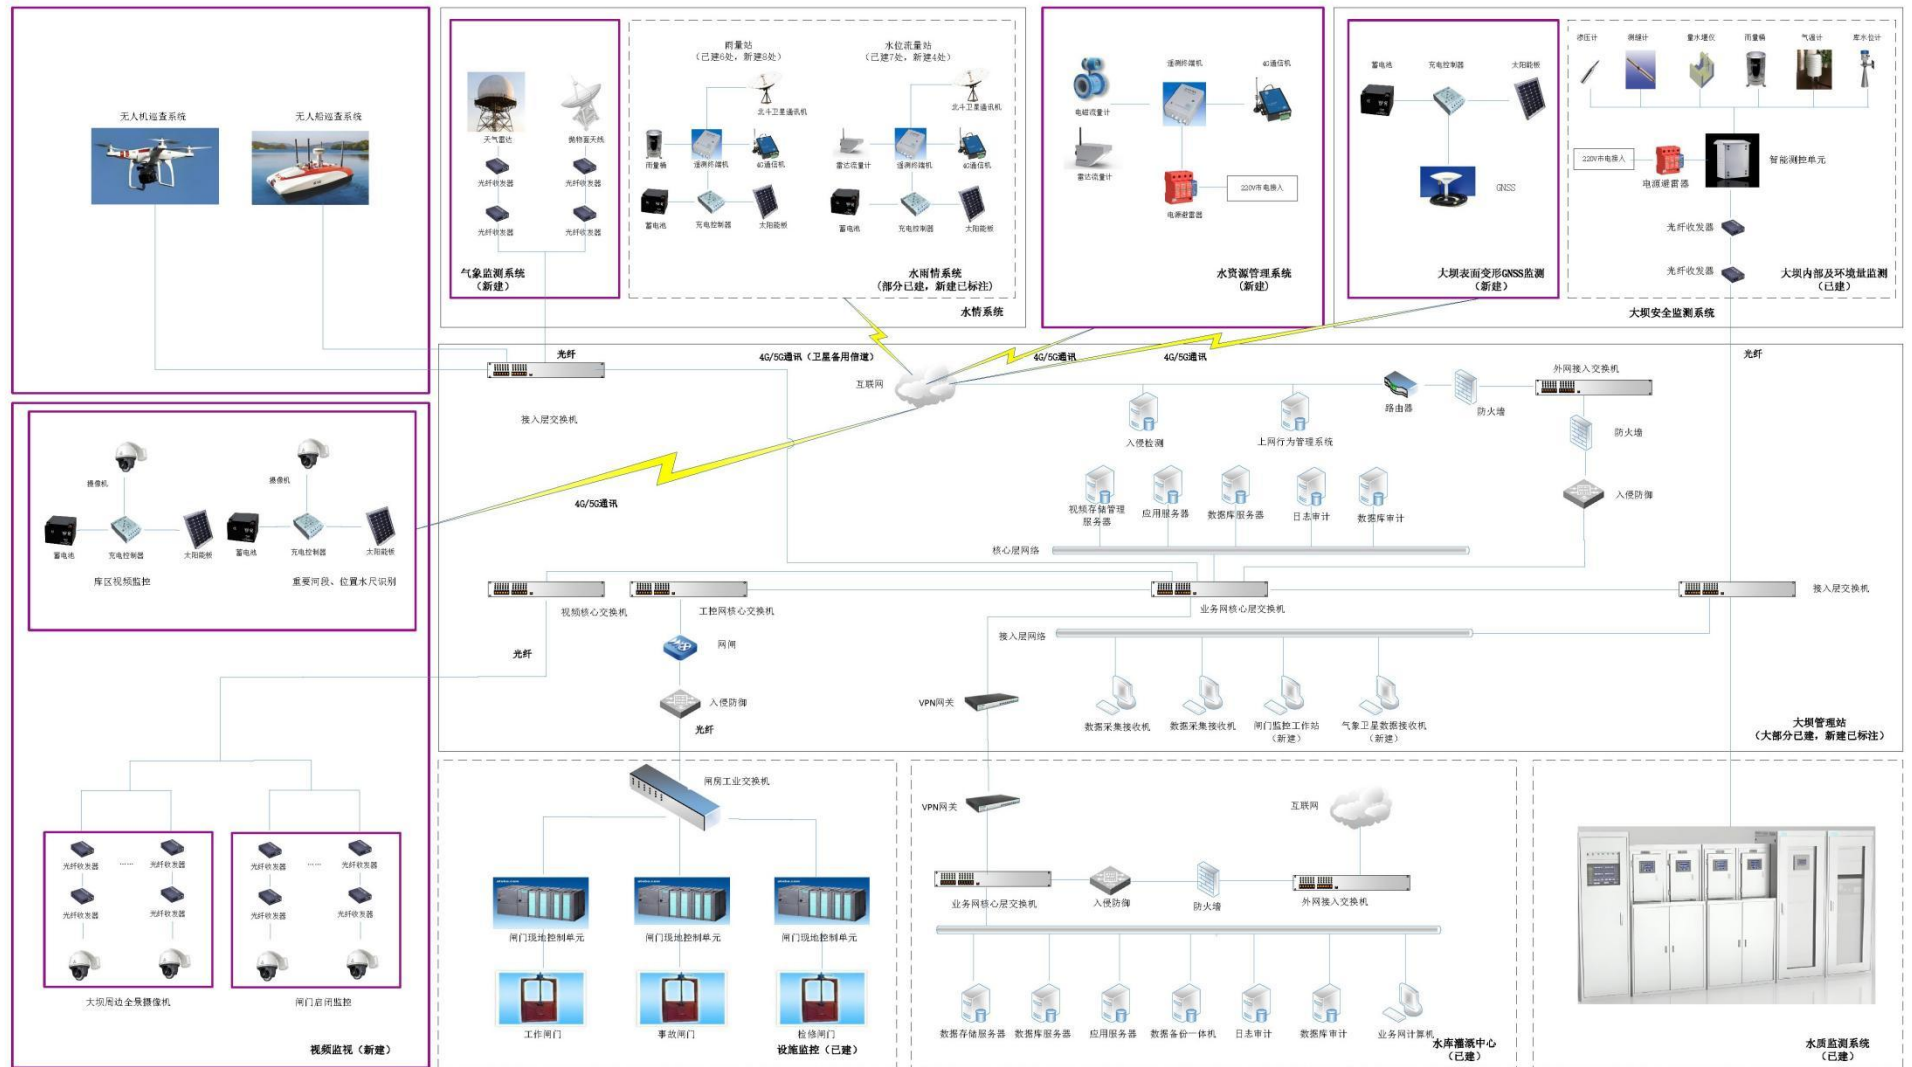 无人机巡查系统
无人船巡查系统
天气雷达
抛物面天线
光纤收发器
光纤收发器
光纤收发器
光纤收发器
气象监测系统
（新建）
雨量站
（已建6处，新建8处）
北斗卫星通讯机
雨量桶
遥测终端机
4G通信机
蓄电池
充电控制器
太阳能板
水位流量站
（已建7处，新建4处）
北斗卫星通讯机
雷达流量计
遥测终端机
4G通信机
蓄电池
充电控制器
太阳能板
水雨情系统
（部分已建，新建已标注）
水情系统
电磁流量计
遥测终端机
4G通信机
雷达流量计
电源避雷器
220V市电接入
水资源管理系统
（新建）
蓄电池
充电控制器
太阳能板
GNSS
大坝表面变形GNSS监测
（新建）
渗压计
测缝计
量水堰仪
雨量桶
气温计
库水位计
220V市电接入
电源避雷器
智能测控单元
光纤收发器
光纤收发器
大坝内部及环境量监测
（已建）
大坝安全监测系统
光纤
4G/5G通讯（卫星备用信道）
4G/5G通讯
4G/5G通讯
光纤
接入层交换机
互联网
入侵检测
上网行为管理系统
路由器
防火墙
外网接入交换机
防火墙
入侵防御
4G/5G通讯
视频存储管理
服务器
应用服务器
数据库服务器
日志审计
数据库审计
核心层网络
视频核心交换机
工控网核心交换机
业务网核心层交换机
接入层交换机
光纤
网闸
入侵防御
光纤
接入层网络
VPN网关
数据采集接收机
数据采集接收机
闸门监控工作站
（新建）
气象卫星数据接收机
（新建）
大坝管理站
（大部分已建，新建已标注）
摄像机
蓄电池
充电控制器
太阳能板
库区视频监控
摄像机
蓄电池
充电控制器
太阳能板
重要河段、位置水尺识别
光纤收发器
……
光纤收发器
光纤收发器
光纤收发器
大坝周边全景摄像机
光纤收发器
……
光纤收发器
光纤收发器
光纤收发器
闸门启闭监控
视频监视（新建）
闸房工业交换机
闸门现地控制单元
闸门现地控制单元
闸门现地控制单元
工作闸门
事故闸门
检修闸门
设施监控（已建）
VPN网关
互联网
业务网核心层交换机
入侵防御
防火墙
外网接入交换机
数据存储服务器
数据库服务器
应用服务器
数据备份一体机
日志审计
数据库审计
业务网计算机
水库灌溉中心
（已建）
水质监测系统
（已建）